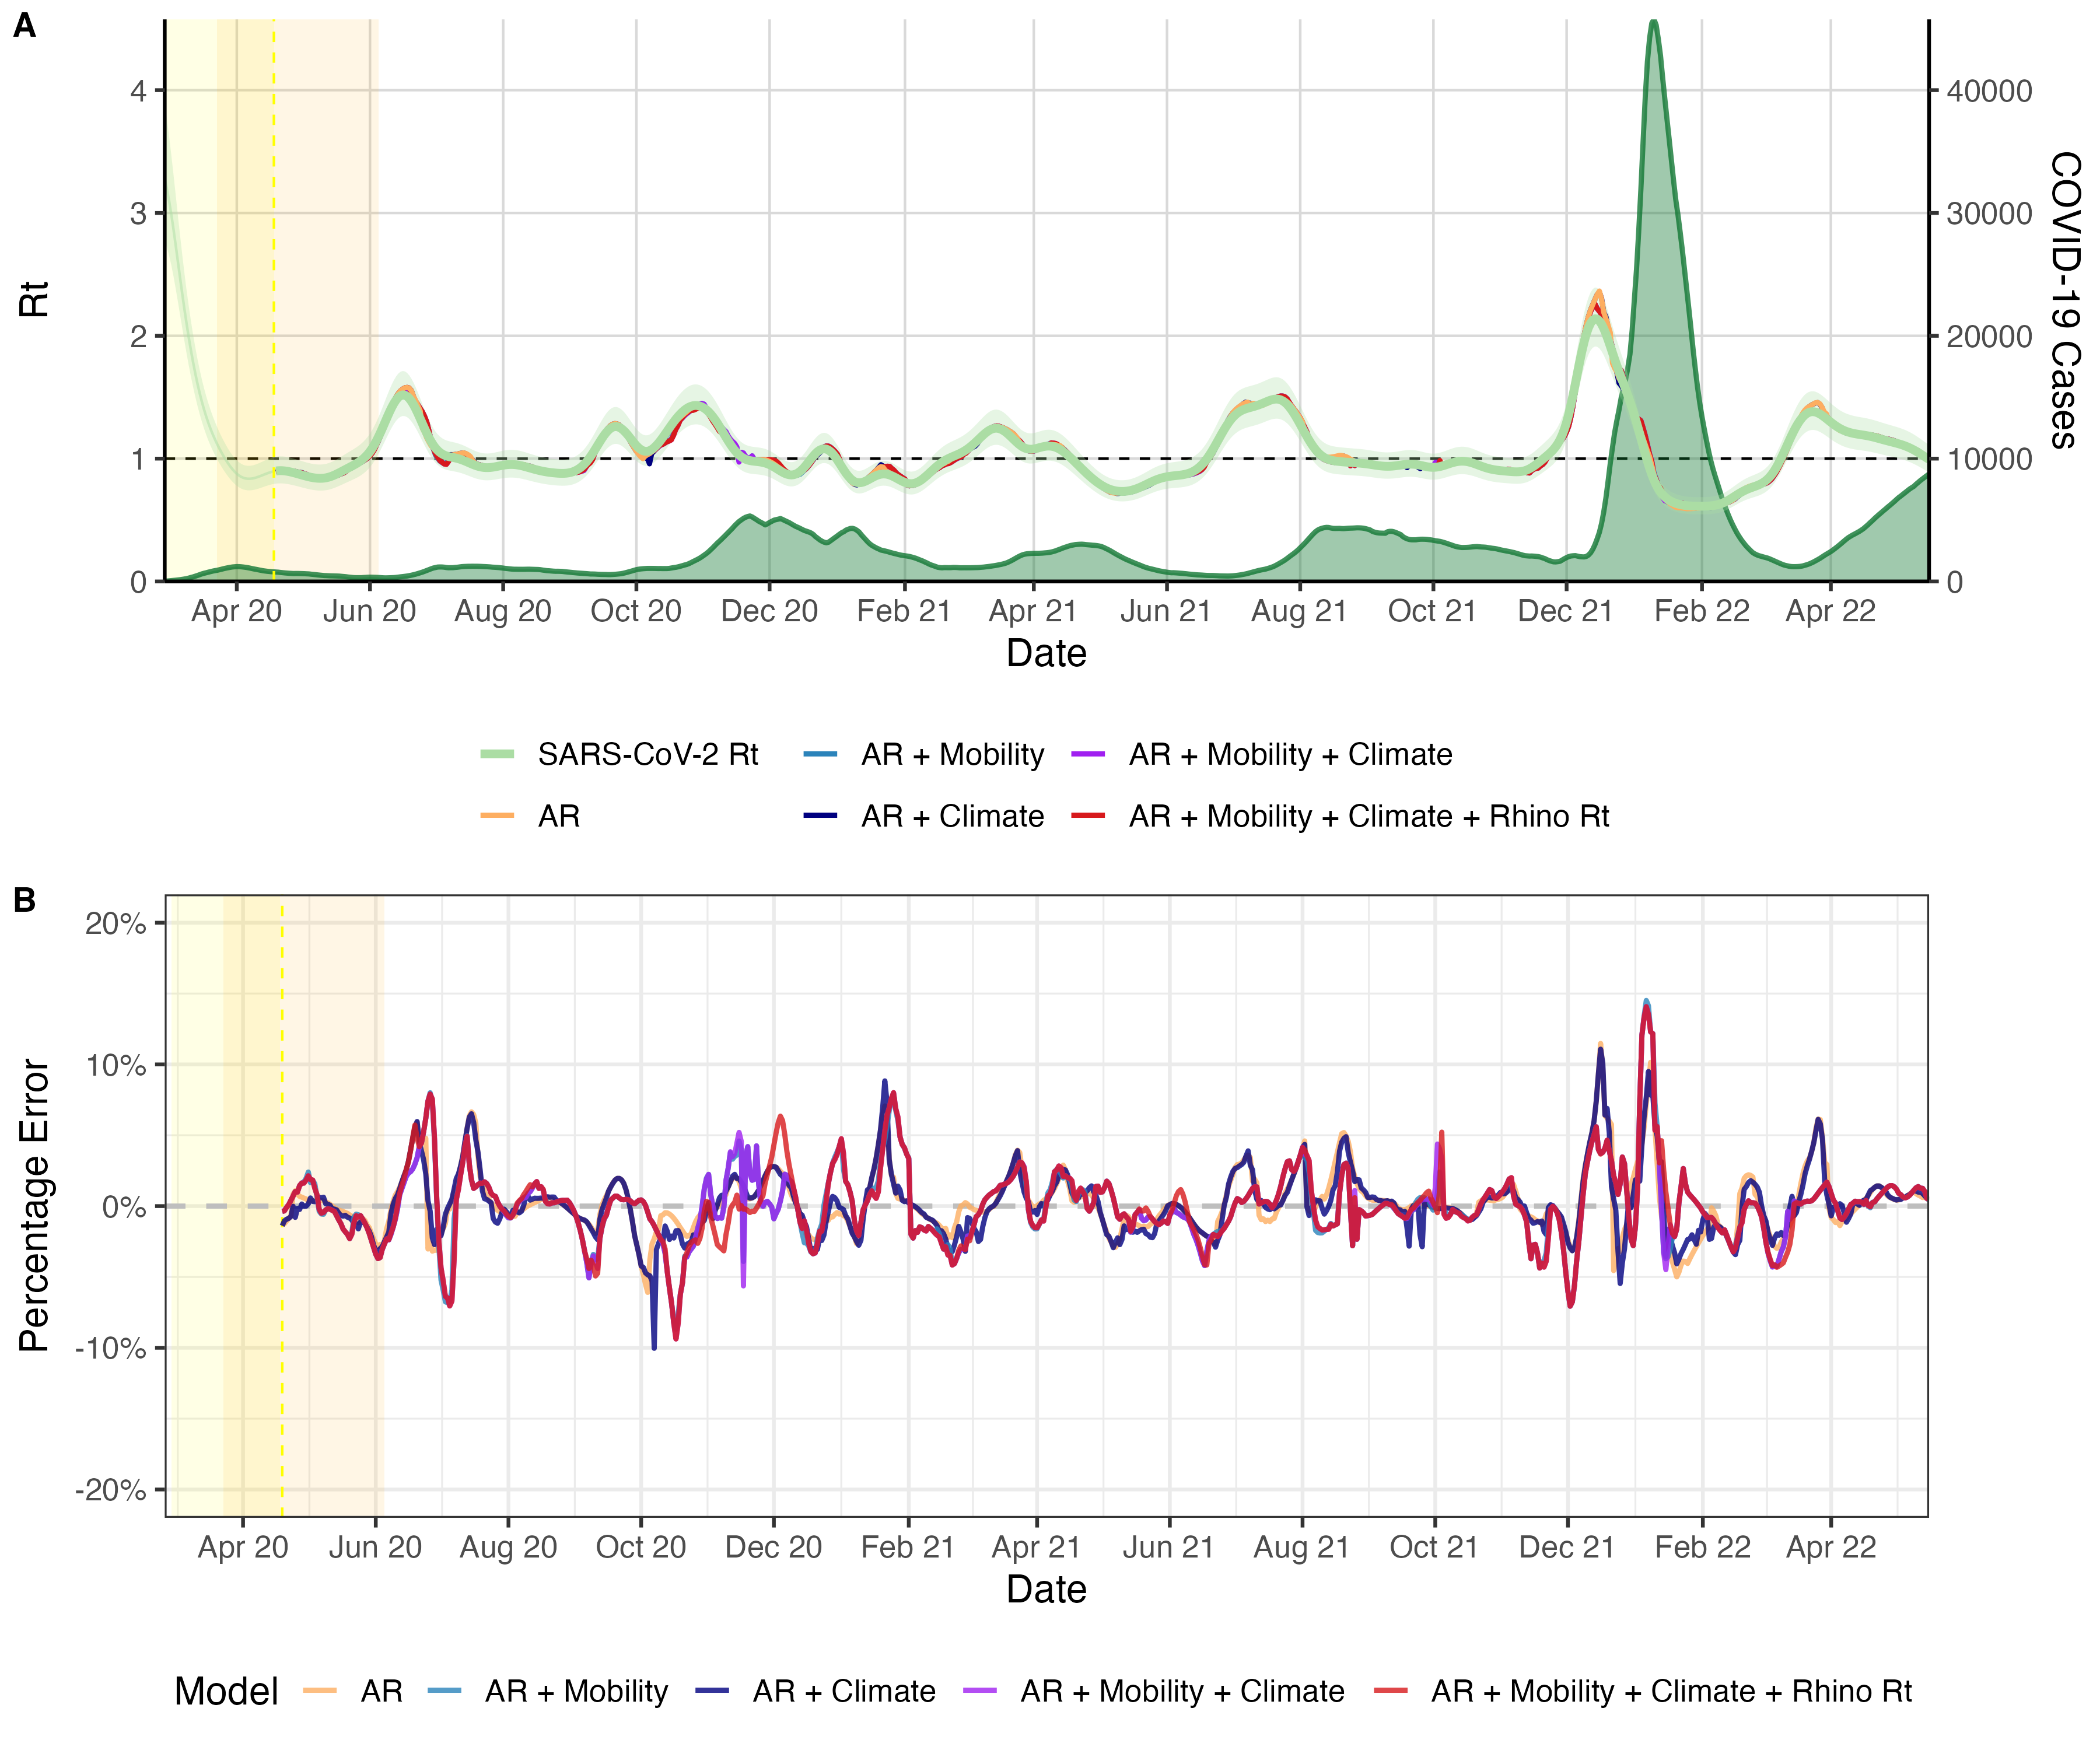 A
4
3
2
1
0
Rt
40000
30000
20000
10000
0
COVID-19 Cases
Apr 20 Jun 20 Aug 20 Oct 20 Dec 20 Feb 21 Apr 21 Jun 21 Aug 21 Oct 21 Dec 21 Feb 22 Apr 22
Date
SARS-CoV-2 Rt AR + Mobility AR + Mobility + Climate
AR AR + Climate AR + Mobility + Climate + Rhino Rt
B
20%
10%
0%
-10%
-20%
Percentage Error
Apr 20 Jun 20 Aug 20 Oct 20 Dec 20 Feb 21 Apr 21 Jun 21 Aug 21 Oct 21 Dec 21 Feb 22 Apr 22
Date
Model AR AR + Mobility AR + Climate AR + Mobility + Climate AR + Mobility + Climate + Rhino Rt